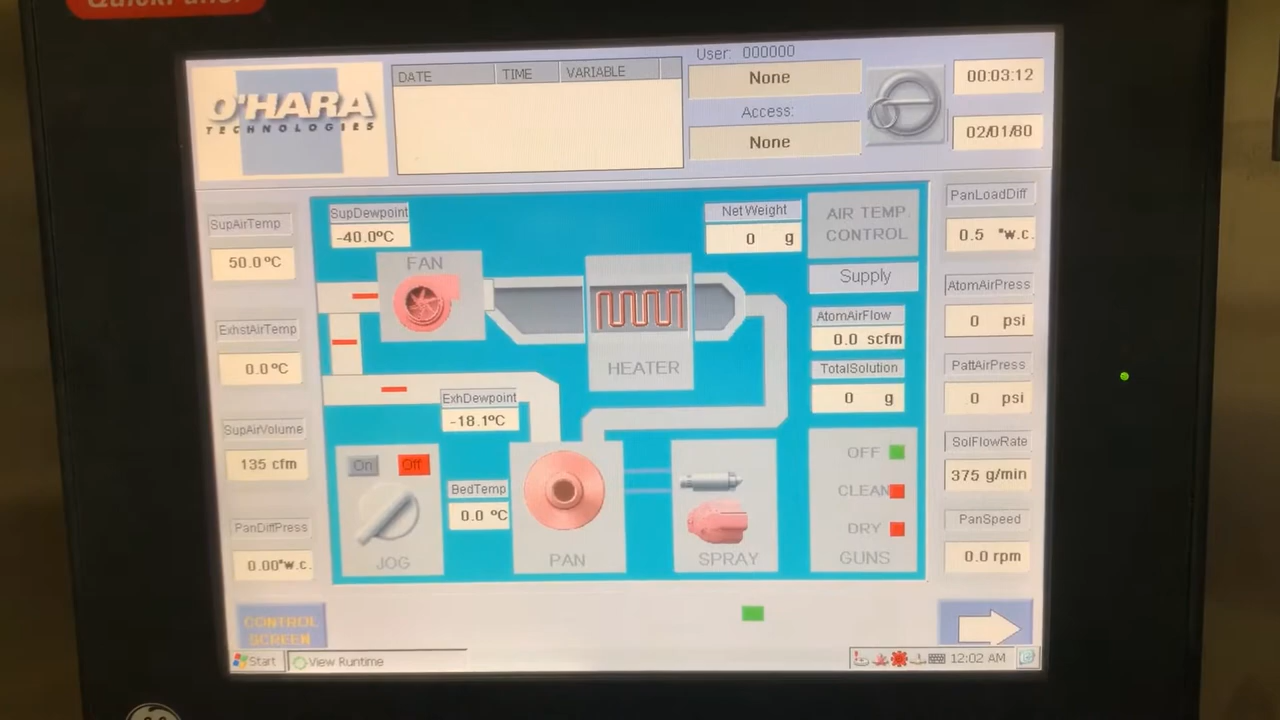 O'HARA
TECHNOLOGIES
DATE TIME VARIABLE
User: 000000
None
Access:
None
00:03:12
02/01/80
SupAirTemp
50.0ºC
ExhstAirTemp
0.0ºC
SupAirVolume
135 cfm
PanDiffPress
0.00"w.c.
SupDewpoint
-40.0ºC
FAN
HEATER
NetWeight
0 g
AIR TEMP.
CONTROL
Supply
AtomAirFlow
0.0 scfm
TotalSolution
0 g
ExhDewpoint
-18.1ºC
On Off
JOG
BedTemp
0.0 ºC
PAN
SPRAY
OFF
CLEAN
DRY
GUNS
PanLoadDiff
0.5 "w.c.
AtomAirPress
0 psi
PattAirPress
0 psi
SolFlowRate
375 g/min
PanSpeed
0.0 rpm
CONTROL
SCREEN
Start View Runtime 12:02 AM